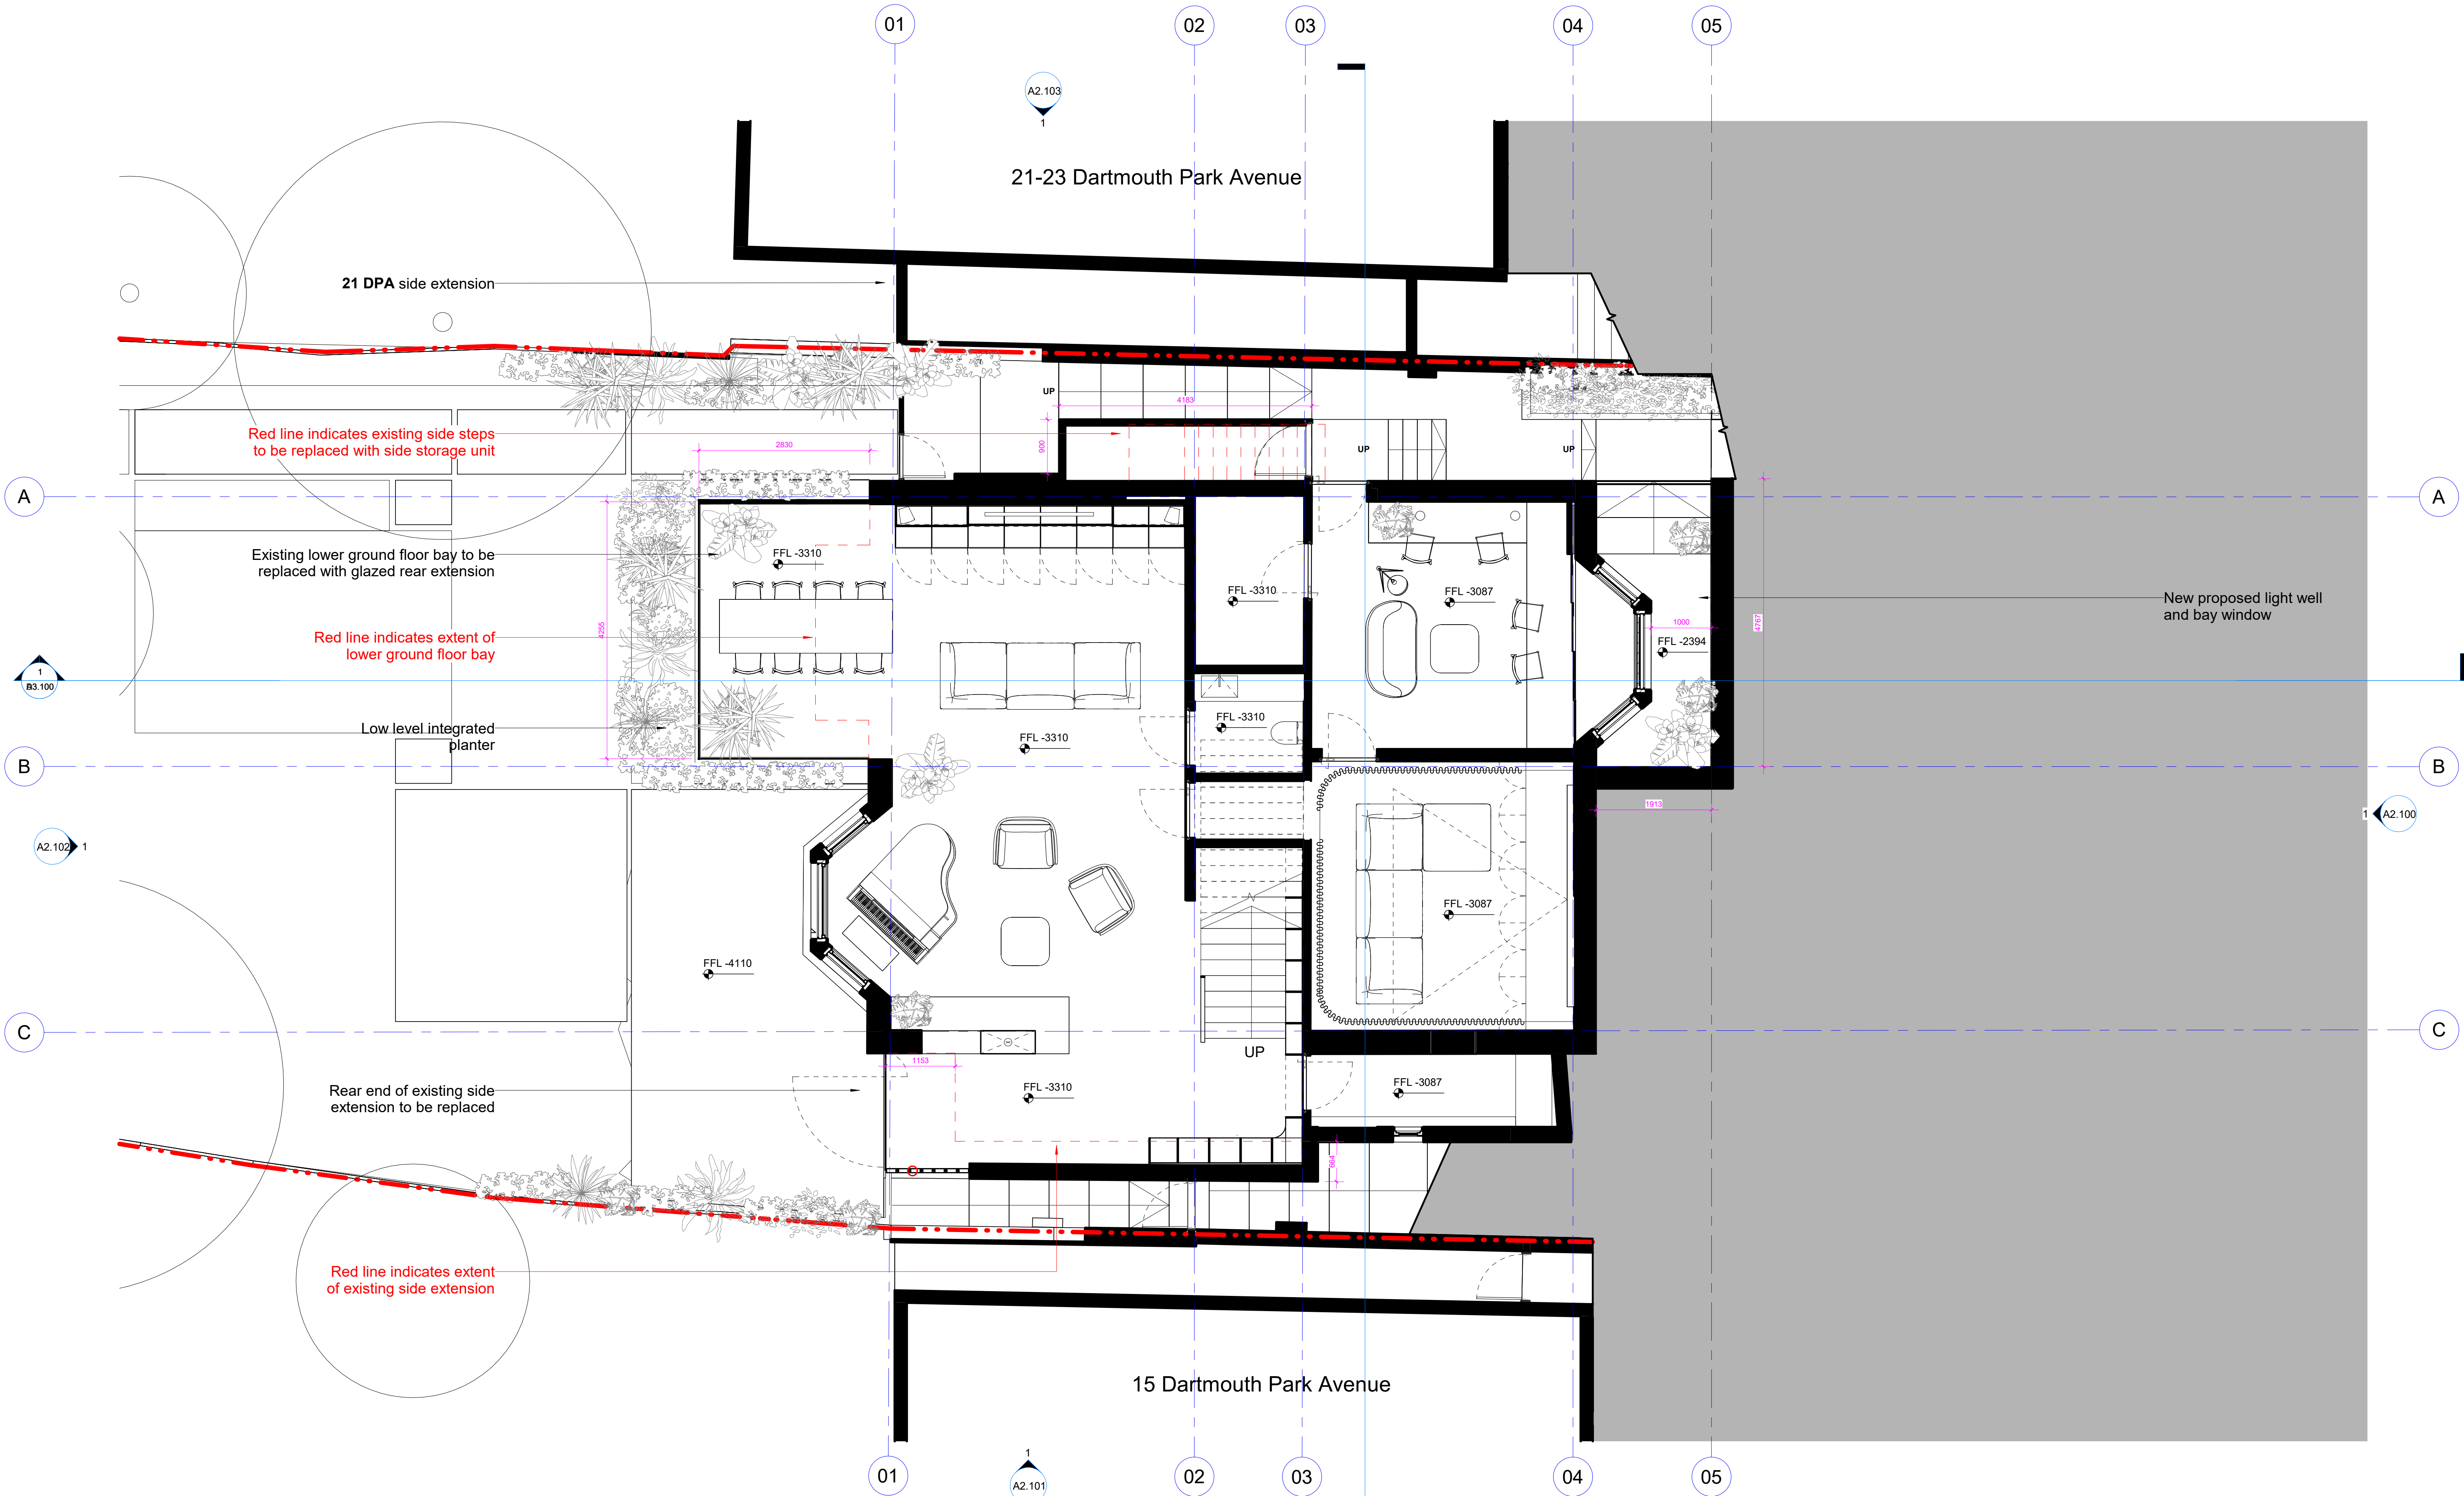 01
02
03
04
05
A2.103
1
21-23 Dartmouth Park Avenue
21 DPA side extension
UP
4183
Red line indicates existing side steps
to be replaced with side storage unit
2830
900
UP
UP
A
A
Existing lower ground floor bay to be
replaced with glazed rear extension
FFL -3310
FFL -3310
FFL -3087
New proposed light well
and bay window
4255
Red line indicates extent of
lower ground floor bay
1000
4767
FFL -2394
1
Low level integrated
planter
FFL -3310
FFL -3310
B
B
1913
A2.102
1
1
A2.100
FFL -3087
FFL -4110
C
C
UP
1153
Rear end of existing side
extension to be replaced
FFL -3310
FFL -3087
664
Red line indicates extent
of existing side extension
15 Dartmouth Park Avenue
1
A2.101
01
02
03
04
05